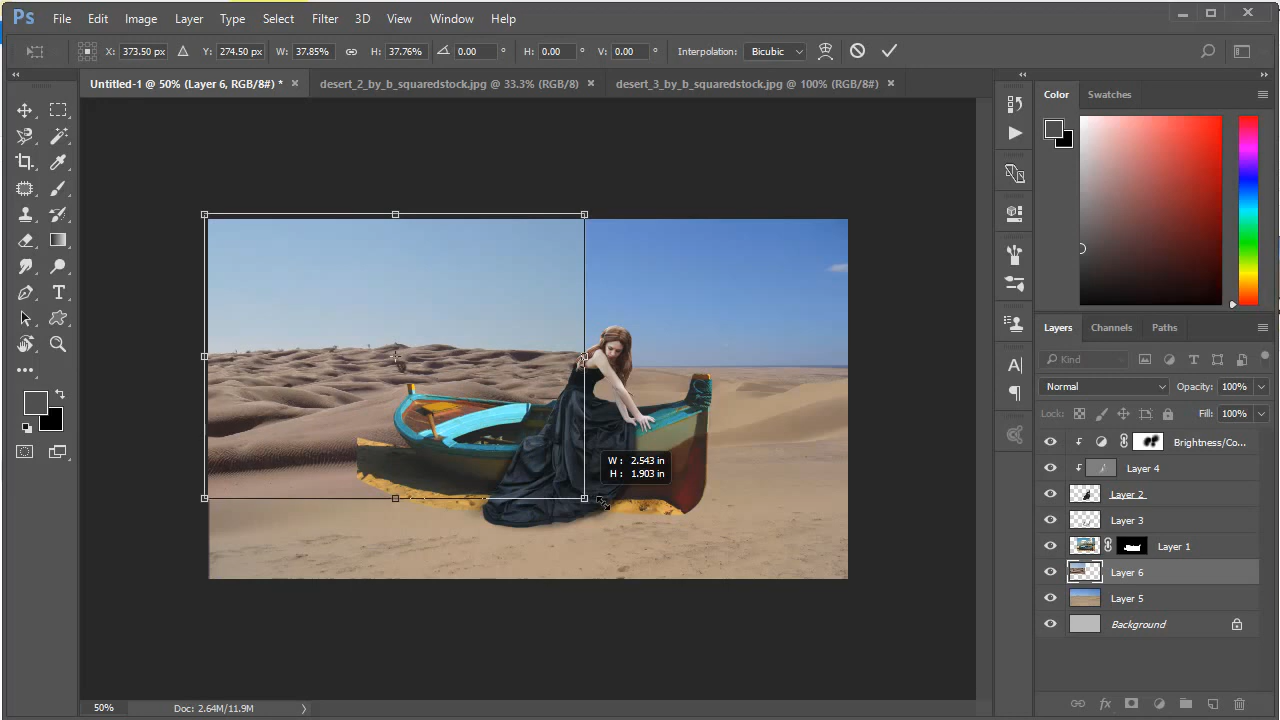 Ps File Edit Image Layer Type Select Filter 3D View Window Help
X: 373.50 px Y: 274.50 px W: 37.85% H: 37.76% 0.00 ° H: 0.00 ° V: 0.00 ° Interpolation: Bicubic
Untitled-1 @ 50% (Layer 6, RGB/8#) * desert_2_by_b_squaredstock.jpg @ 33.3% (RGB/8) desert_3_by_b_squaredstock.jpg @ 100% (RGB/8#)
Color Swatches
W : 2.543 in
H : 1.903 in
Layers Channels Paths
Kind
Normal Opacity: 100%
Lock: Fill: 100%
Brightness/Co...
Layer 4
Layer 2
Layer 3
Layer 1
Layer 6
Layer 5
Background
50% Doc: 2.64M/11.9M